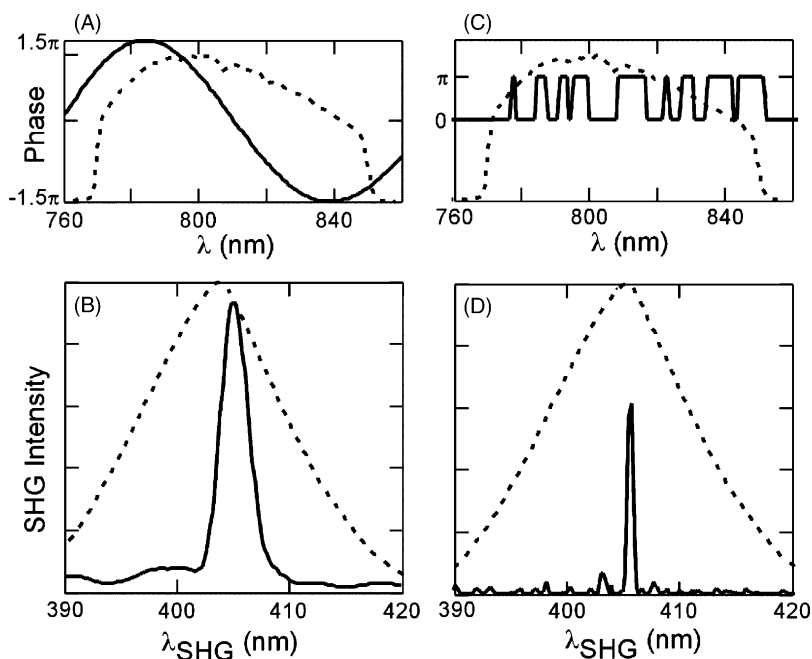 (A)
1.5π
Phase
-1.5π
760 800 840
λ (nm)
(C)
π
0
760 800 840
λ (nm)
(B)
SHG Intensity
390 400 410 420
λSHG (nm)
(D)
390 400 410 420
λSHG (nm)